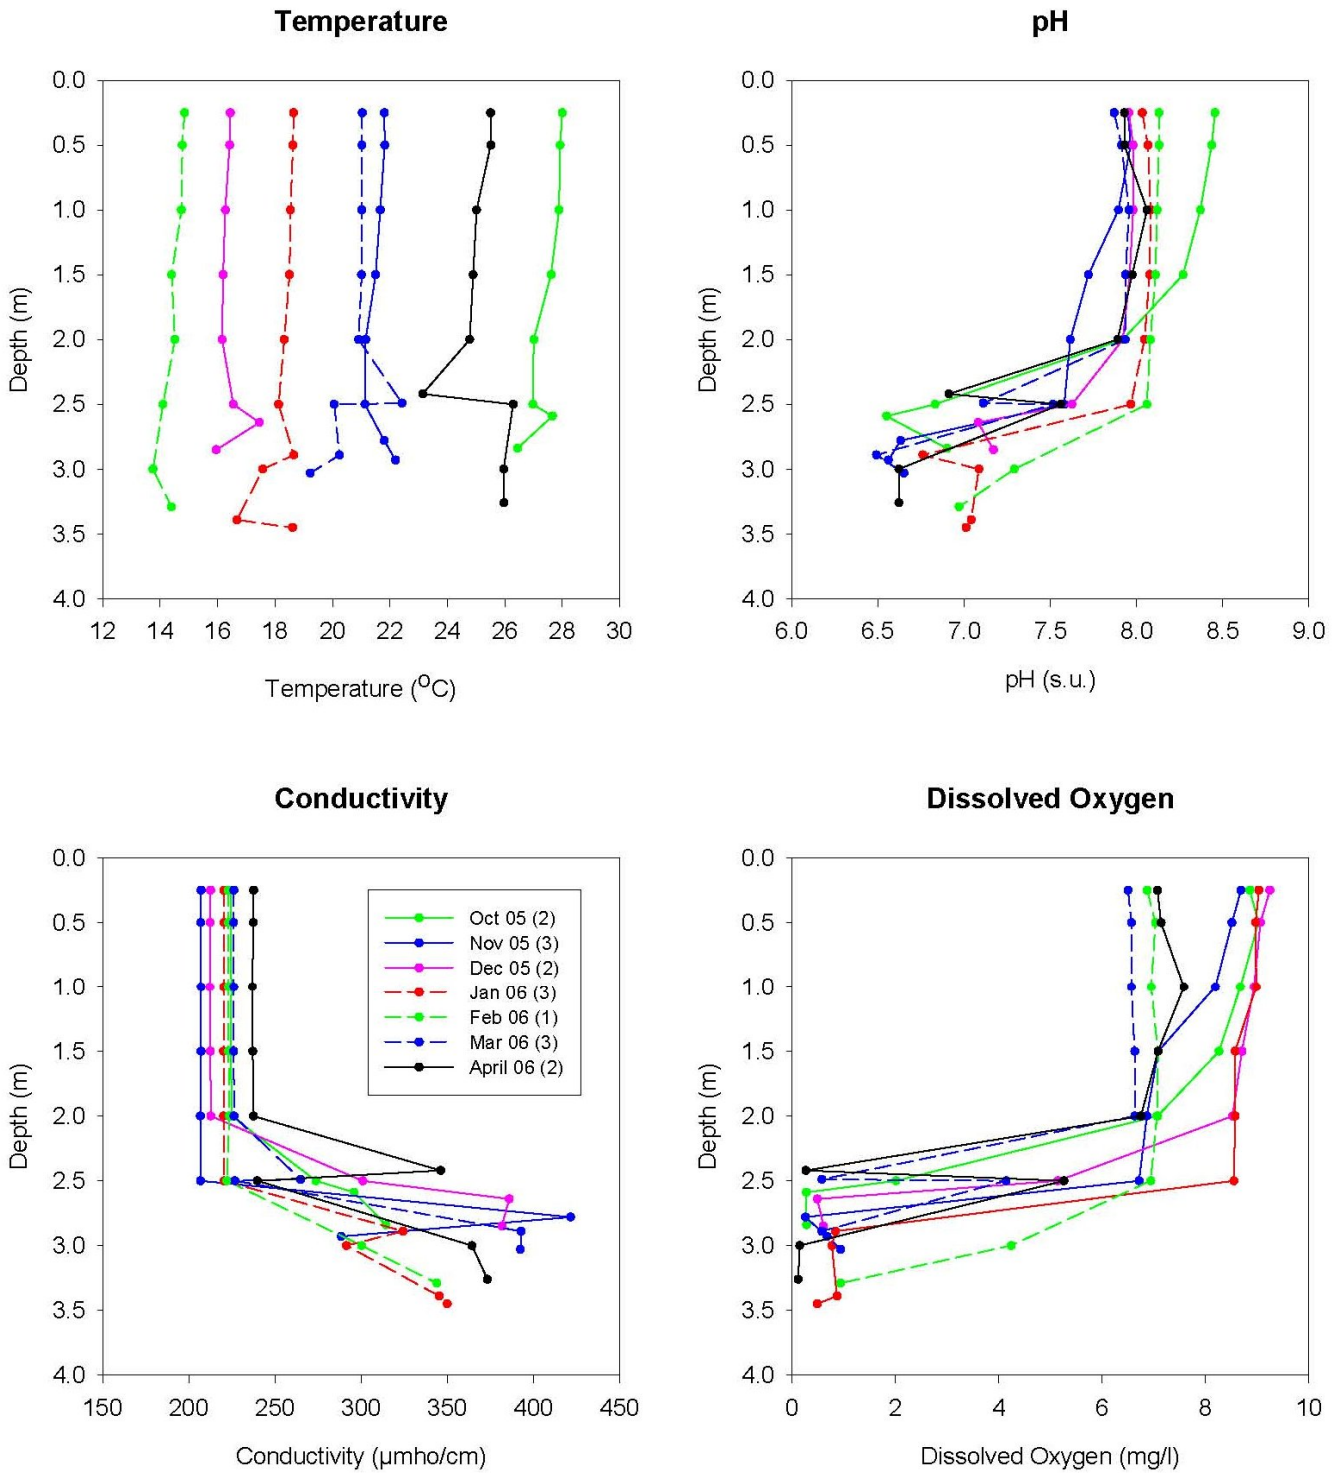 Temperature
0.0
0.5
1.0
1.5
2.0
2.5
3.0
3.5
4.0
Depth (m)
12 14 16 18 20 22 24 26 28 30
Temperature (°C)
pH
0.0
0.5
1.0
1.5
2.0
2.5
3.0
3.5
4.0
Depth (m)
6.0 6.5 7.0 7.5 8.0 8.5 9.0
pH (s.u.)
Conductivity
0.0
0.5
1.0
1.5
2.0
2.5
3.0
3.5
4.0
Depth (m)
Oct 05 (2)
Nov 05 (3)
Dec 05 (2)
Jan 06 (3)
Feb 06 (1)
Mar 06 (3)
April 06 (2)
150 200 250 300 350 400 450
Conductivity (µmho/cm)
Dissolved Oxygen
0.0
0.5
1.0
1.5
2.0
2.5
3.0
3.5
4.0
Depth (m)
0 2 4 6 8 10
Dissolved Oxygen (mg/l)